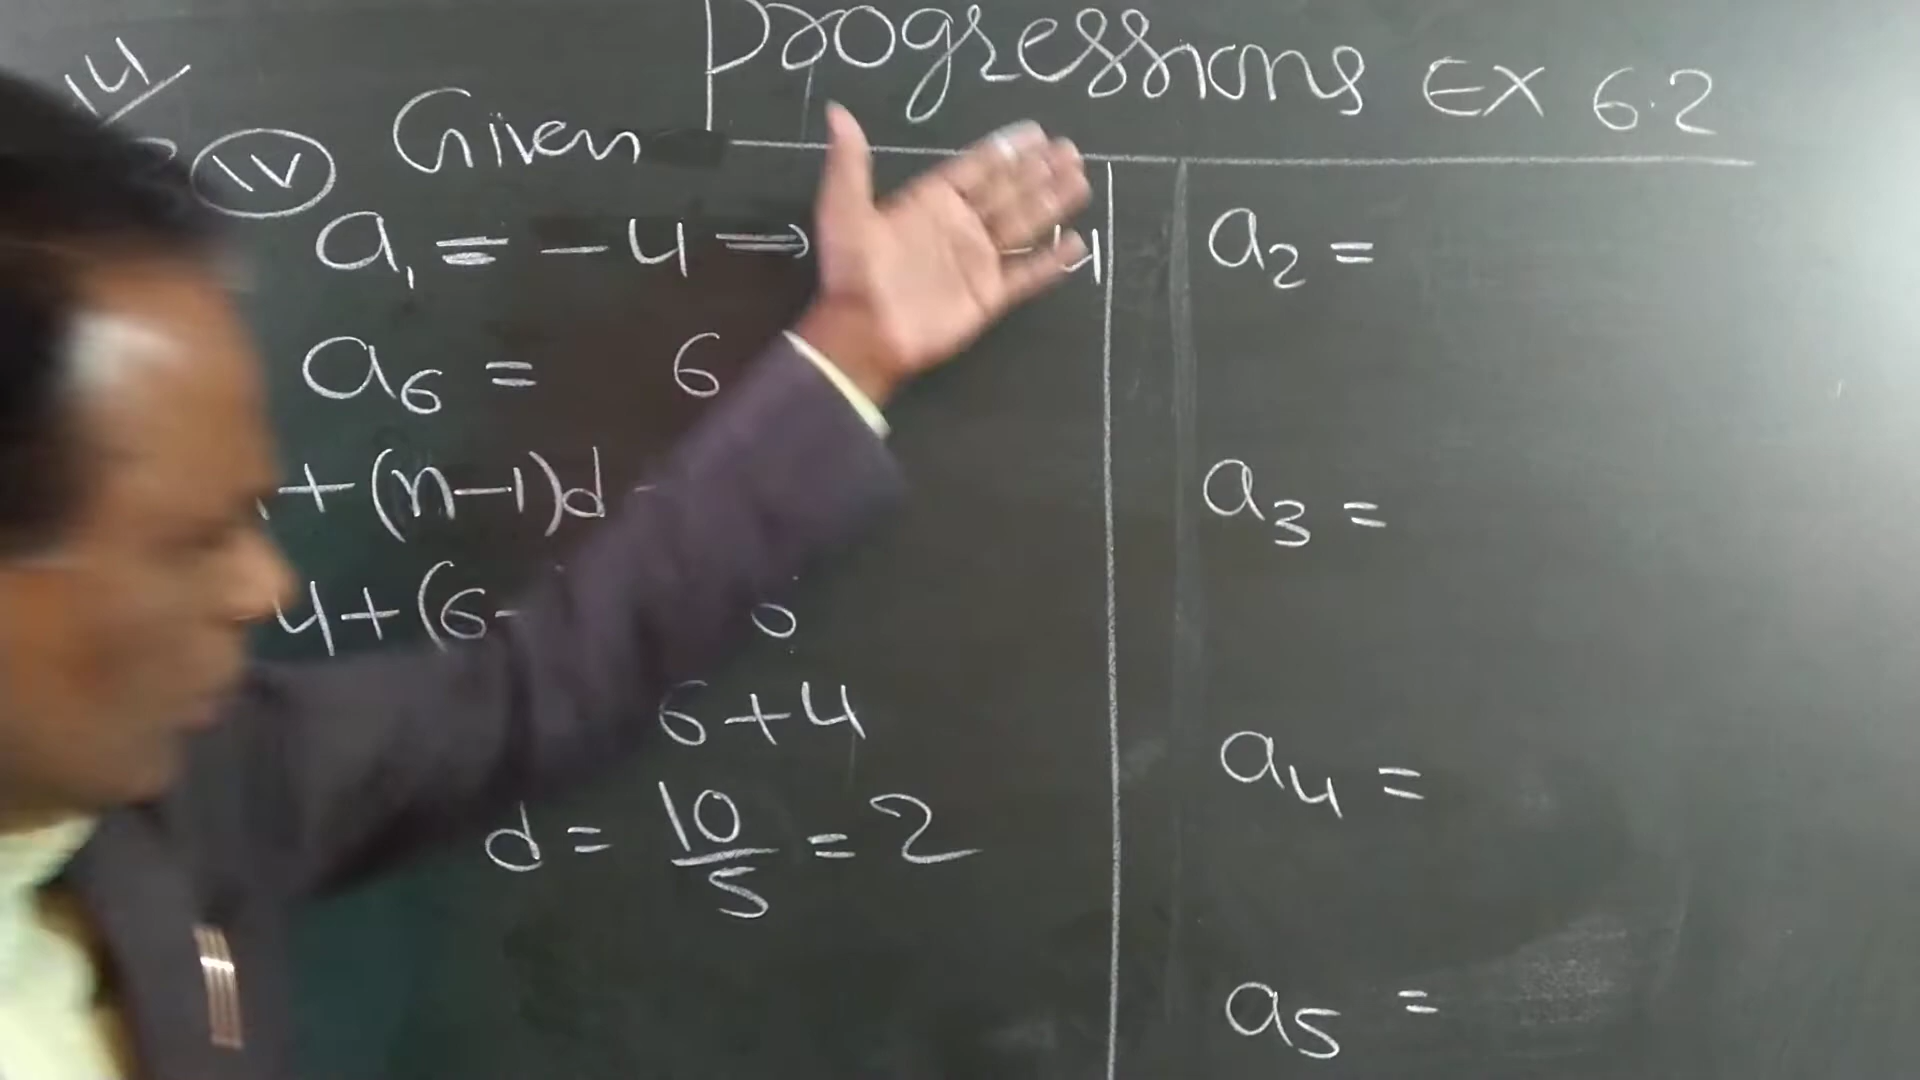 Progressions EX 6.2
14
iv Given
a₁ = -4 ⇒ -4
a₆ = 6
+(n-1)d
4+(6-
6+4
d = 10/5 = 2
a₂ =
a₃ =
a₄ =
a₅ =